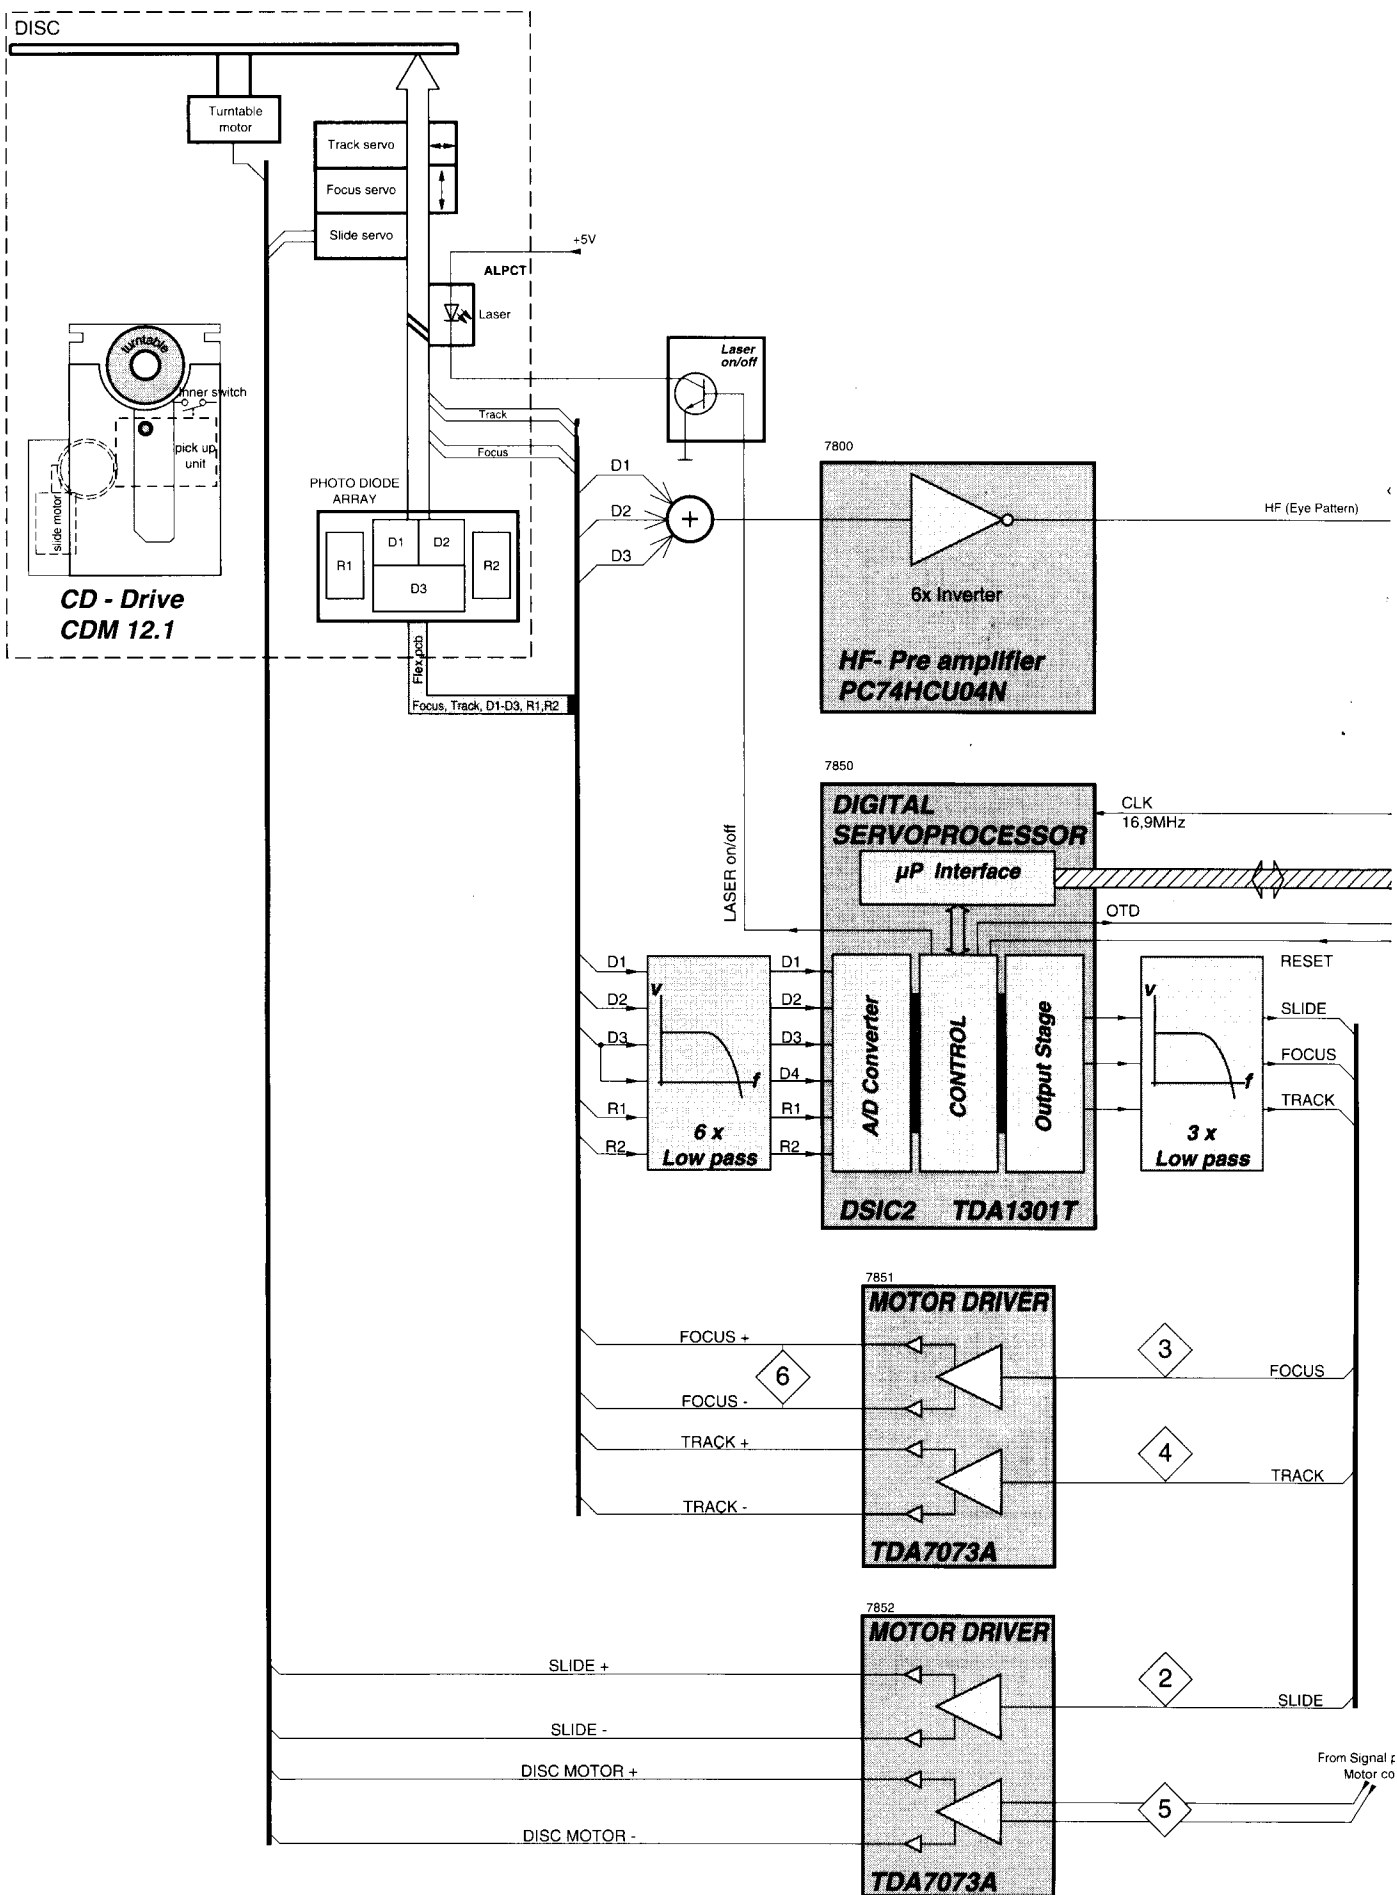 DISC
Turntable
motor
Track servo
Focus servo
Slide servo
+5V
ALPCT
Laser
Laser
on/off
turntable
Inner switch
pick up
unit
slide motor
CD - Drive
CDM 12.1
Track
Focus
PHOTO DIODE
ARRAY
R1
D1
D2
D3
R2
Flex pcb
Focus, Track, D1-D3, R1,R2
D1
D2
D3
+
7800
6x Inverter
HF- Pre amplifier
PC74HCU04N
HF (Eye Pattern)
7850
DIGITAL
SERVOPROCESSOR
µP Interface
CLK
16,9MHz
OTD
RESET
LASER on/off
D1
D2
D3
R1
R2
v
f
6 x
Low pass
D1
D2
D3
D4
R1
R2
A/D Converter
CONTROL
Output Stage
DSIC2 TDA1301T
v
f
3 x
Low pass
SLIDE
FOCUS
TRACK
7851
MOTOR DRIVER
FOCUS +
6
FOCUS -
TRACK +
TRACK -
3
FOCUS
4
TRACK
TDA7073A
7852
MOTOR DRIVER
SLIDE +
SLIDE -
DISC MOTOR +
DISC MOTOR -
2
SLIDE
From Signal p
Motor co
5
TDA7073A